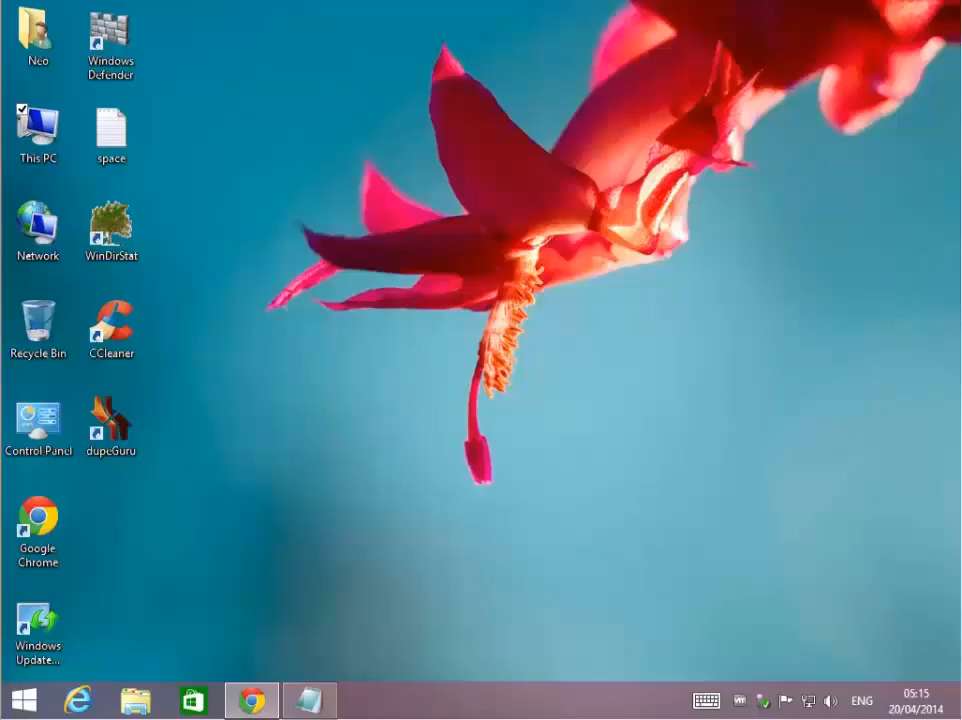 Neo
Windows
Defender
This PC
space
Network
WinDirStat
Recycle Bin
CCleaner
Control Panel
dupeGuru
Google
Chrome
Windows
Update...
ENG
05:15
20/04/2014